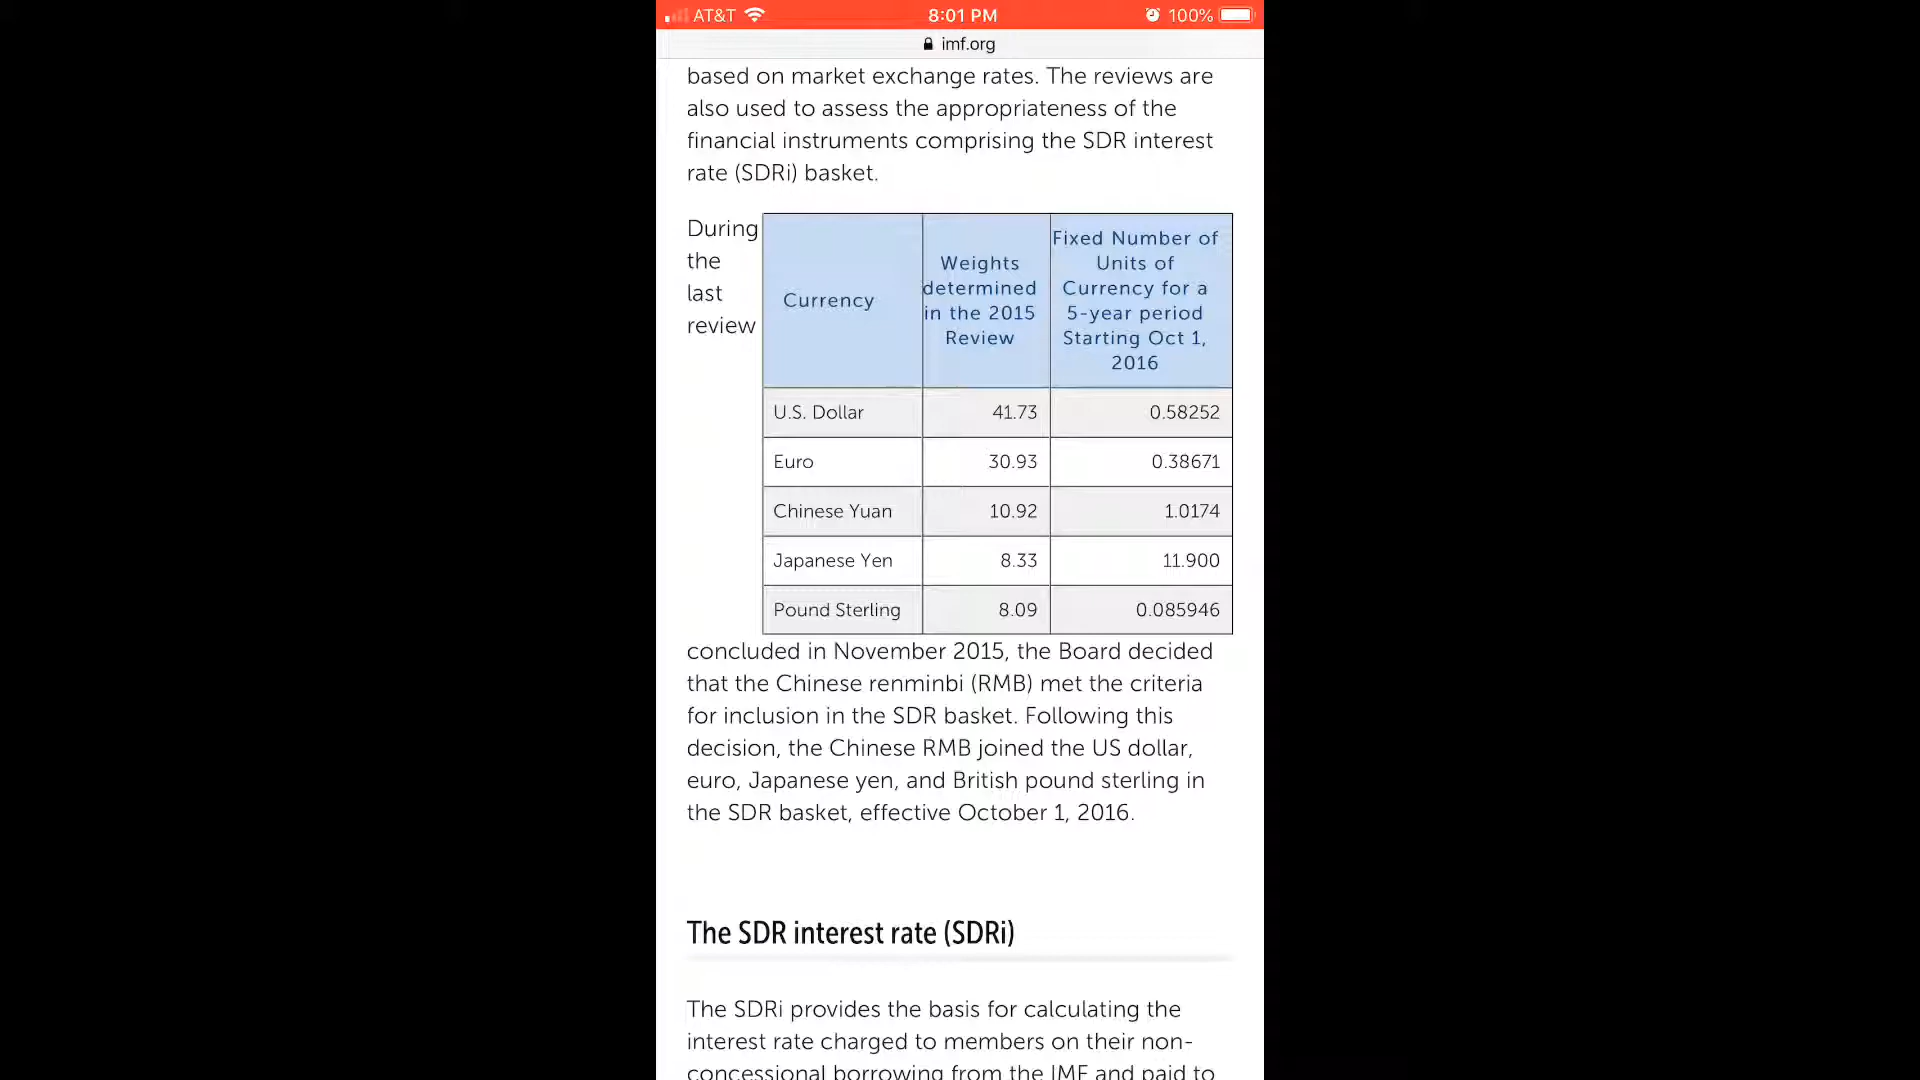 AT&T 8:01 PM 100%
imf.org
based on market exchange rates. The reviews are
also used to assess the appropriateness of the
financial instruments comprising the SDR interest
rate (SDRi) basket.
During
the
last
review
Currency
Weights
determined
in the 2015
Review
Fixed Number of
Units of
Currency for a
5-year period
Starting Oct 1,
2016
U.S. Dollar 41.73 0.58252
Euro 30.93 0.38671
Chinese Yuan 10.92 1.0174
Japanese Yen 8.33 11.900
Pound Sterling 8.09 0.085946
concluded in November 2015, the Board decided
that the Chinese renminbi (RMB) met the criteria
for inclusion in the SDR basket. Following this
decision, the Chinese RMB joined the US dollar,
euro, Japanese yen, and British pound sterling in
the SDR basket, effective October 1, 2016.
The SDR interest rate (SDRi)
The SDRi provides the basis for calculating the
interest rate charged to members on their non-
concessional borrowing from the IMF and paid to